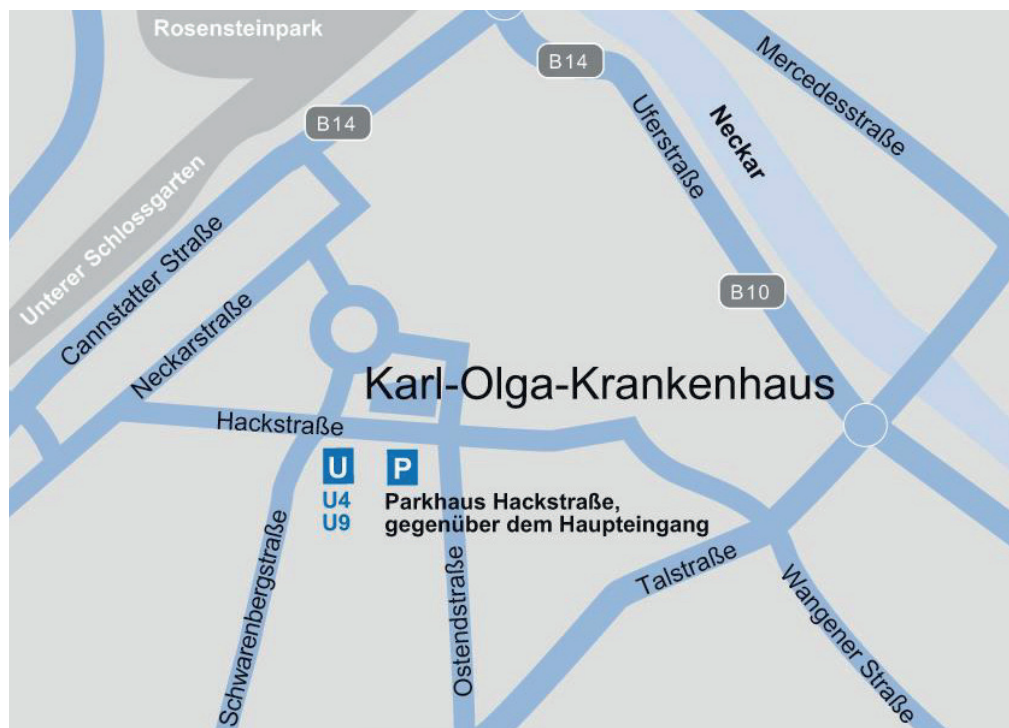 Rosensteinpark
B14
B14
Mercedesstraße
Uferstraße
Neckar
Unterer Schlossgarten
Cannstatter Straße
B10
Neckarstraße
Karl-Olga-Krankenhaus
Hackstraße
U
P
U4
U9
Parkhaus Hackstraße,
gegenüber dem Haupteingang
Schwarenbergstraße
Ostendstraße
Talstraße
Wangener Straße